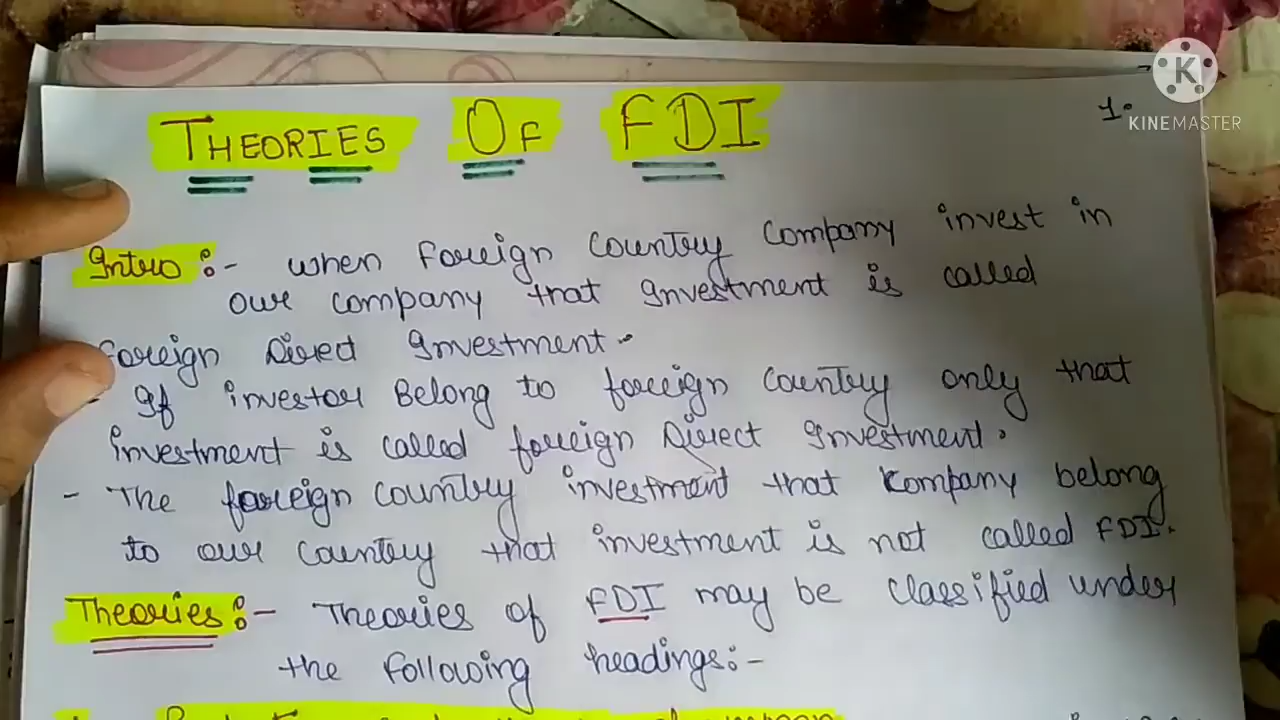 THEORIES OF FDI
1.
KINEMASTER
Intro :- when foreign country company invest in
our company that Investment is called
foreign Direct Investment.
- If investor Belong to foreign country only that
investment is called foreign Direct Investment.
- The foreign country investment that company belong
to our country that investment is not called FDI.
Theories :- Theories of FDI may be classified under
the following headings :-